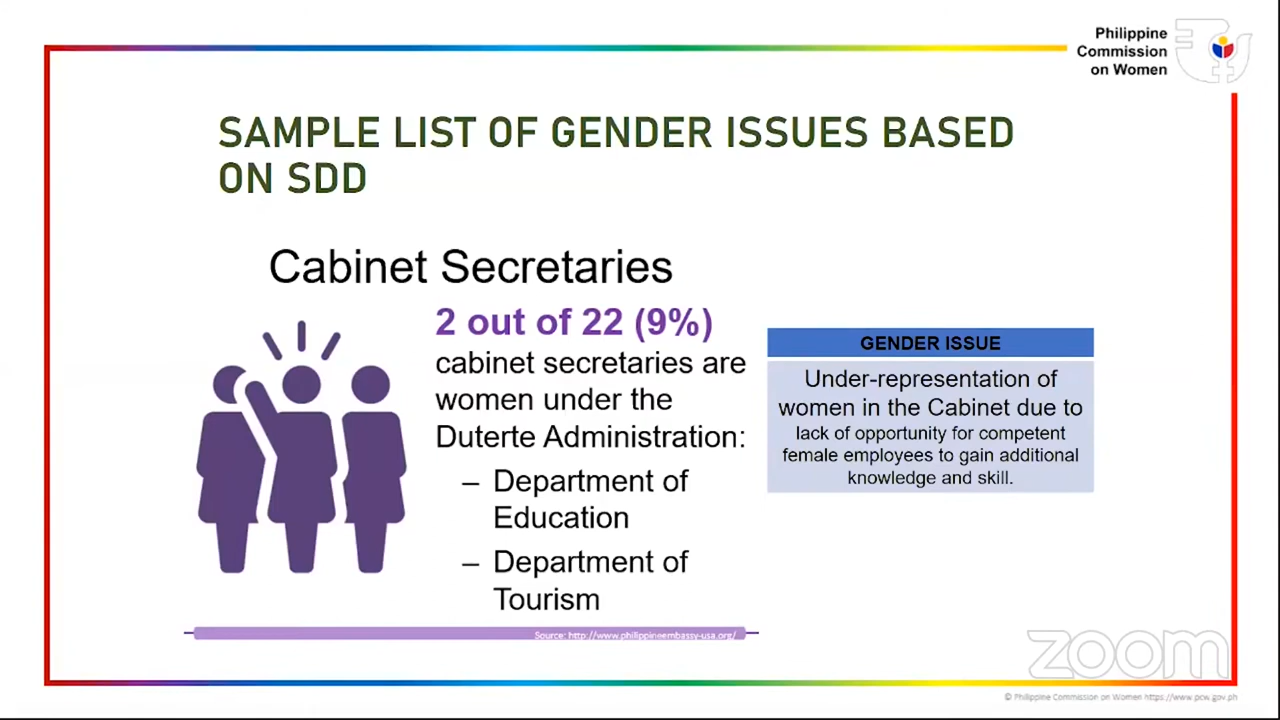 Philippine
Commission
on Women
SAMPLE LIST OF GENDER ISSUES BASED
ON SDD
Cabinet Secretaries
2 out of 22 (9%)
cabinet secretaries are
women under the
Duterte Administration:
– Department of
Education
– Department of
Tourism
GENDER ISSUE
Under-representation of
women in the Cabinet due to
lack of opportunity for competent
female employees to gain additional
knowledge and skill.
Source: http://www.philippineembassy-usa.org/
zoom
© Philippine Commission on Women https://www.pcw.gov.ph